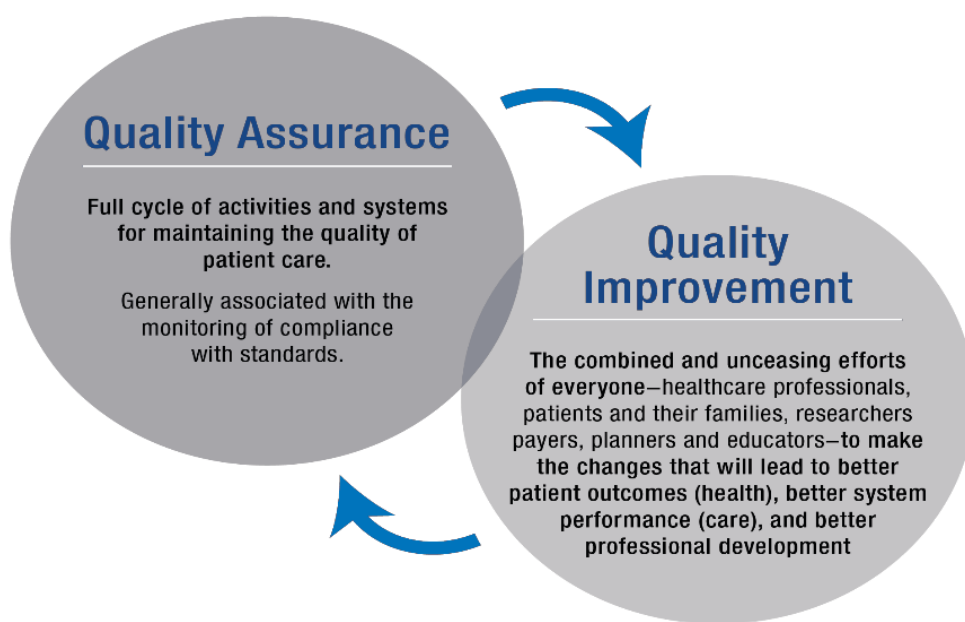 Quality Assurance
Full cycle of activities and systems
for maintaining the quality of
patient care.
Generally associated with the
monitoring of compliance
with standards.
Quality
Improvement
The combined and unceasing efforts
of everyone—healthcare professionals,
patients and their families, researchers
payers, planners and educators—to make
the changes that will lead to better
patient outcomes (health), better system
performance (care), and better
professional development